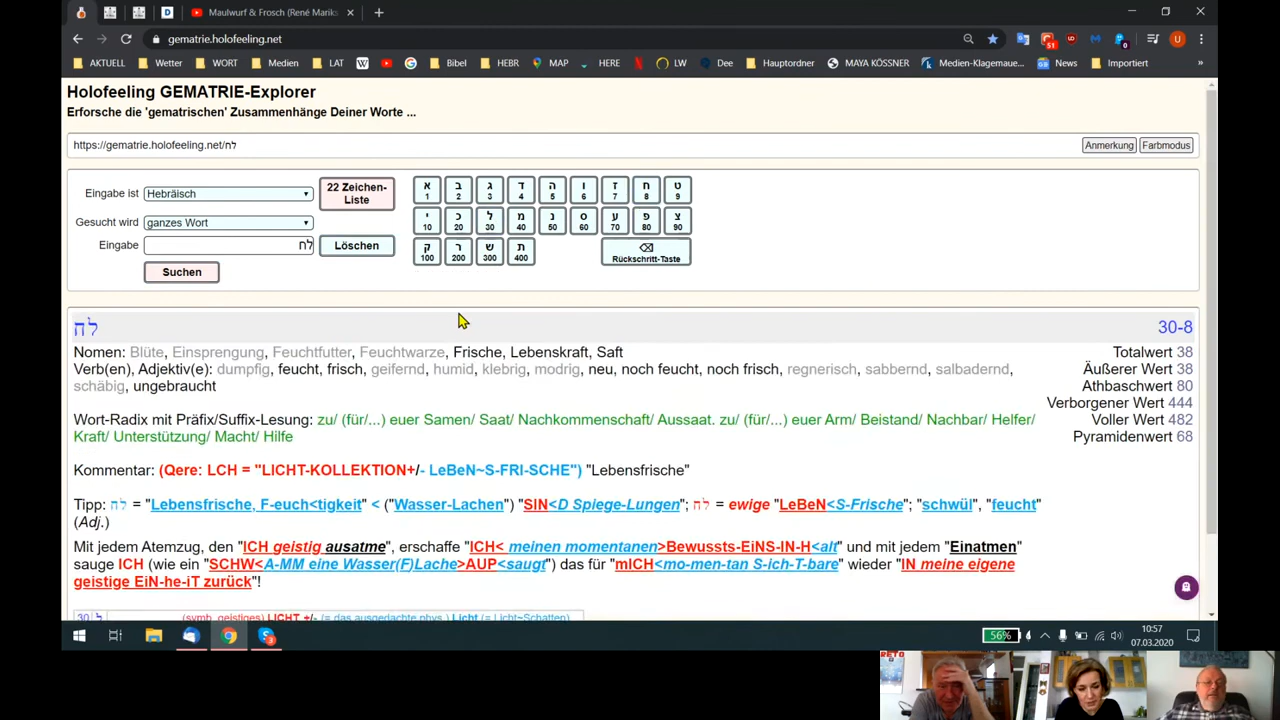 Maulwurf & Frosch (René Marik
gematrie.holofeeling.net
AKTUELL Wetter WORT Medien LAT Bibel HEBR MAP HERE LW Dee Hauptordner MAYA KÖSSNER Medien-Klagemaue... News Importiert »
Holofeeling GEMATRIE-Explorer
Erforsche die 'gematrischen' Zusammenhänge Deiner Worte ...
https://gematrie.holofeeling.net/לח Anmerkung Farbmodus
Eingabe ist Hebräisch 22 Zeichen-Liste
א ב ג ד ה ו ז ח ט
1 2 3 4 5 6 7 8 9
Gesucht wird ganzes Wort
י כ ל מ נ ס ע פ צ
10 20 30 40 50 60 70 80 90
Eingabe לח Löschen
ק ר ש ת ⌫
100 200 300 400 Rückschritt-Taste
Suchen
לח 30-8
Nomen: Blüte, Einsprengung, Feuchtfutter, Feuchtwarze, Frische, Lebenskraft, Saft Totalwert 38
Verb(en), Adjektiv(e): dumpfig, feucht, frisch, geifernd, humid, klebrig, modrig, neu, noch feucht, noch frisch, regnerisch, sabbernd, salbadernd, Äußerer Wert 38
schäbig, ungebraucht Athbaschwert 80
Verborgener Wert 444
Wort-Radix mit Präfix/Suffix-Lesung: zu/ (für/...) euer Samen/ Saat/ Nachkommenschaft/ Aussaat. zu/ (für/...) euer Arm/ Beistand/ Nachbar/ Helfer/ Voller Wert 482
Kraft/ Unterstützung/ Macht/ Hilfe Pyramidenwert 68
Kommentar: (Qere: LCH = "LICHT-KOLLEKTION+/- LeBeN~S-FRI-SCHE") "Lebensfrische"
Tipp: לח = "Lebensfrische, F-euch<tigkeit" < ("Wasser-Lachen") "SIN<D Spiege-Lungen"; לח = ewige "LeBeN<S-Frische"; "schwül", "feucht"
(Adj.)
Mit jedem Atemzug, den "ICH geistig ausatme", erschaffe "ICH< meinen momentanen>Bewussts-EiNS-IN-H<alt" und mit jedem "Einatmen"
sauge ICH (wie ein "SCHW<A-MM eine Wasser(F)Lache>AUP<saugt") das für "mICH<mo-men-tan S-ich-T-bare" wieder "IN meine eigene
geistige EiN-he-iT zurück"!
30 ל (symb. geistiges) LICHT +/- (= das ausgedachte phys.) Licht (= Licht~Schatten)
56% 10:57
07.03.2020